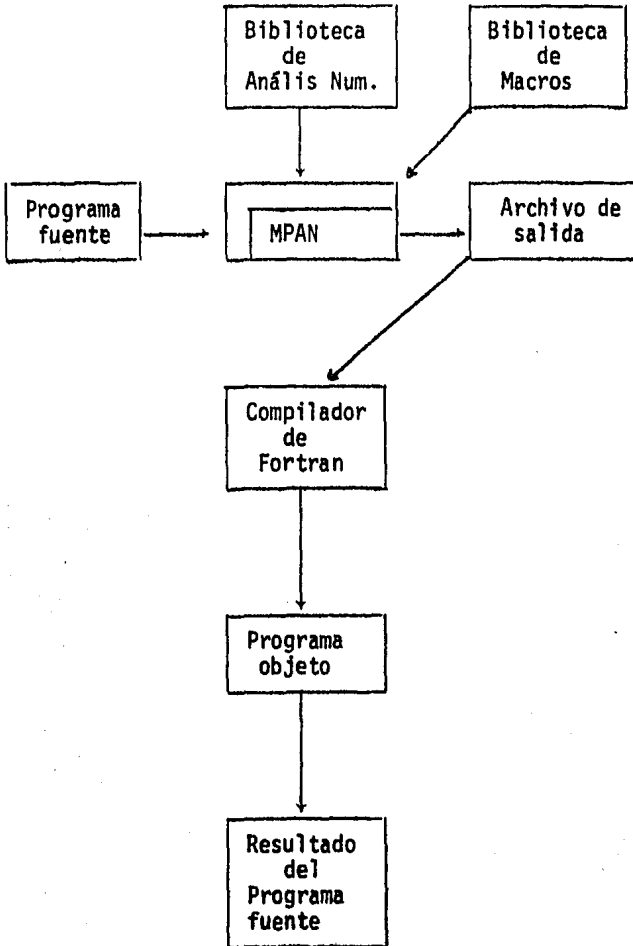 Biblioteca
de
Anális Num.
Biblioteca
de
Macros
Programa
fuente
MPAN
Archivo de
salida
Compilador
de
Fortran
Programa
objeto
Resultado
del
Programa
fuente